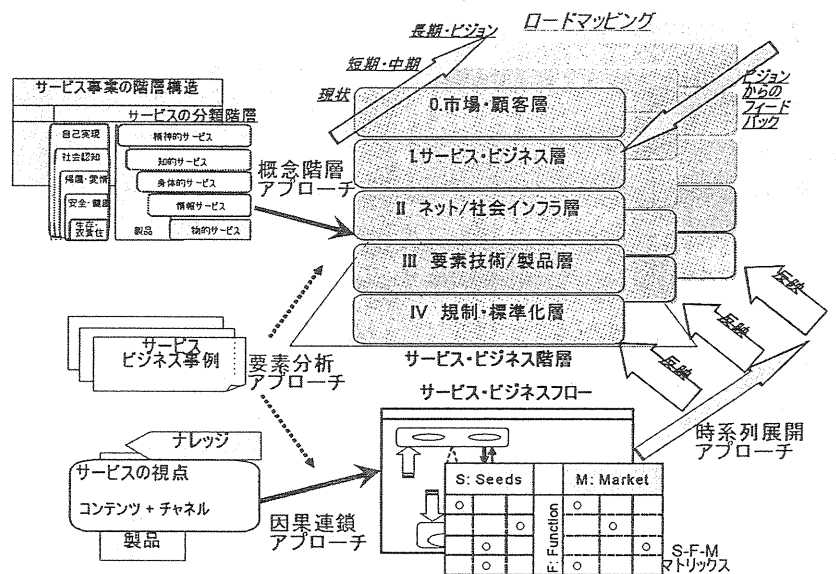 ロードマッピング
長期・ビジョン
短期・中期
現状
ビジョン
からの
フィード
バック
サービス事業の階層構造
サービスの分類階層
自己実現
社会認知
帰属・愛情
安全・健康
生存・
衣食住
精神的サービス
知的サービス
身体的サービス
情報サービス
製品
物的サービス
概念階層
アプローチ
0.市場・顧客層
I.サービス・ビジネス層
II ネット/社会インフラ層
III 要素技術/製品層
IV 規制・標準化層
サービス・ビジネス階層
反映
反映
反映
サービス
ビジネス事例
要素分析
アプローチ
サービス・ビジネスフロー
時系列展開
アプローチ
ナレッジ
サービスの視点
コンテンツ + チャネル
製品
因果連鎖
アプローチ
S: Seeds
F: Function
M: Market
S-F-M
マトリックス